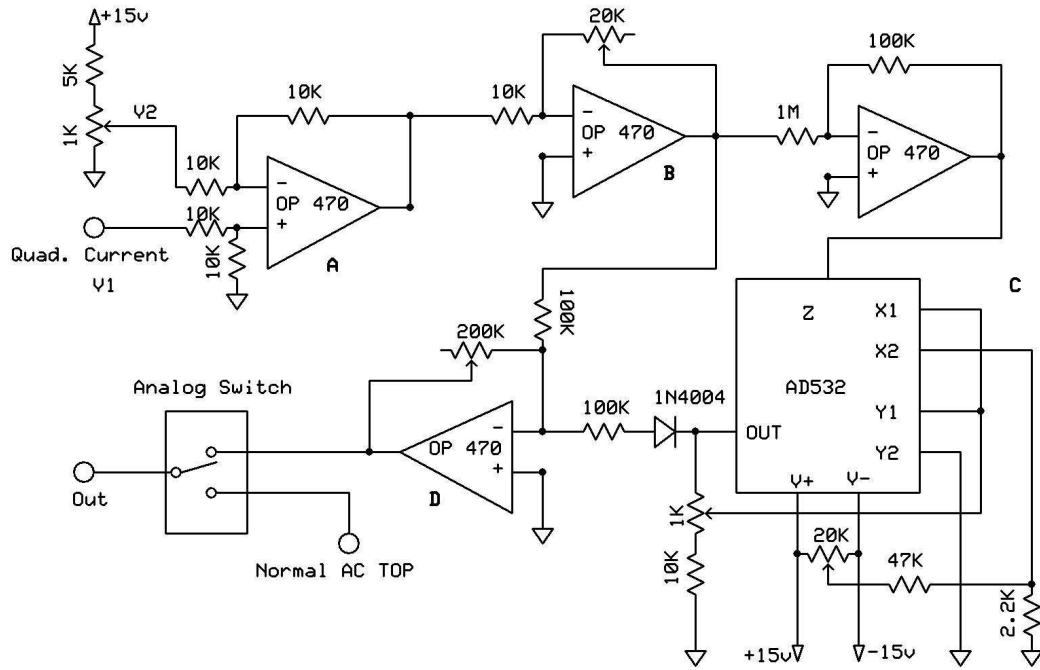 +15v
5K
1K
V2
10K
10K
10K
10K
-
+
OP 470
A
Quad. Current
V1
10K
20K
-
+
OP 470
B
1M
100K
-
+
OP 470
C
Z
X1
X2
Y1
Y2
AD532
OUT
V+
V-
100K
200K
-
+
OP 470
D
100K
1N4004
1K
10K
20K
47K
2.2K
+15v
-15v
Analog Switch
Out
Normal AC TOP